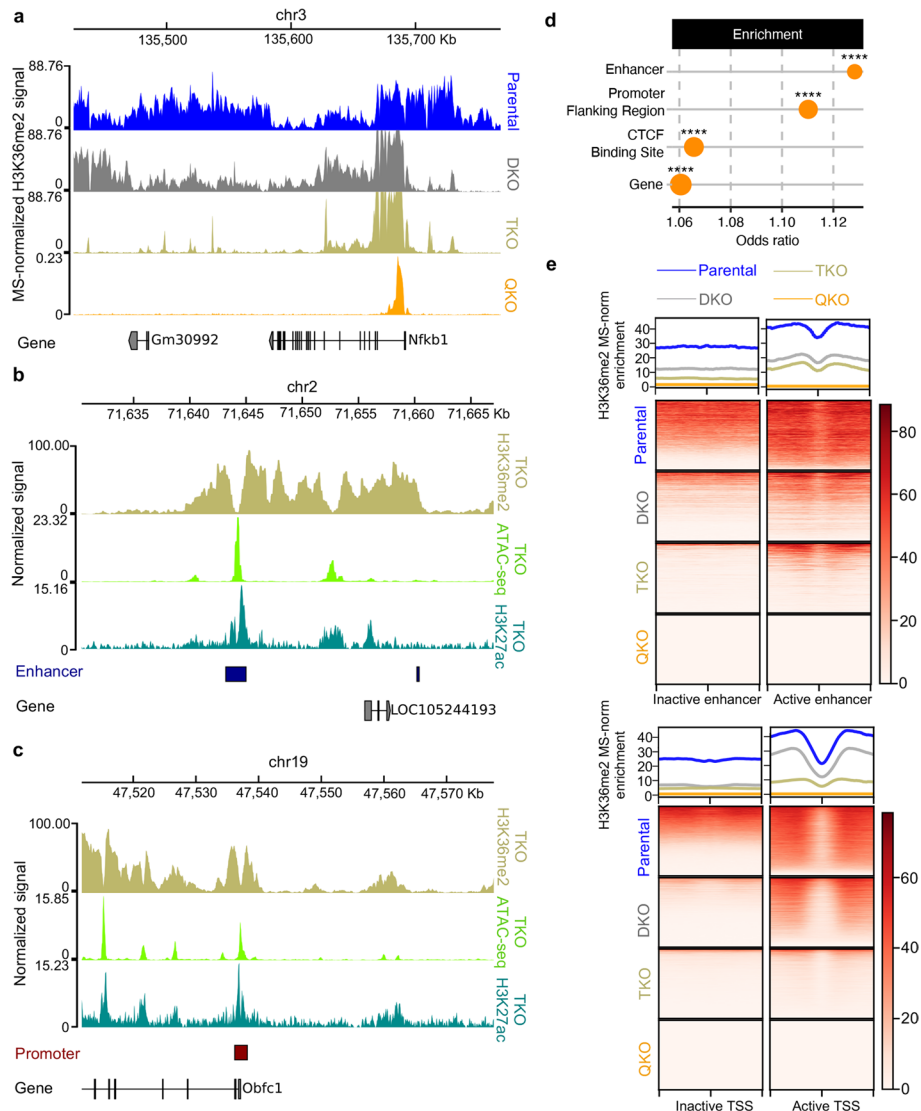 a
chr3
135,500
135,600
135,700 Kb
MS-normalized H3K36me2 signal
88.76
0
Parental
88.76
0
DKO
88.76
0
TKO
0.23
0
QKO
Gene
Gm30992
Nfkb1
b
chr2
71,635
71,640
71,645
71,650
71,655
71,660
71,665 Kb
Normalized signal
100.00
0
TKO
H3K36me2
23.32
0
TKO
ATAC-seq
15.16
0
TKO
H3K27ac
Enhancer
Gene
LOC105244193
c
chr19
47,520
47,535
47,540
47,550
47,560
47,570 Kb
Normalized signal
100.00
0
TKO
H3K36me2
15.85
0
TKO
ATAC-seq
15.23
0
TKO
H3K27ac
Promoter
Gene
Obfc1
d
Enrichment
Enhancer
****
Promoter
Flanking Region
****
CTCF
Binding Site
****
Gene
****
1.06
1.08
1.10
1.12
Odds ratio
e
Parental
TKO
DKO
QKO
H3K36me2 MS-norm
enrichment
40
30
20
10
0
Parental
DKO
TKO
QKO
80
60
40
20
0
Inactive enhancer
Active enhancer
H3K36me2 MS-norm
enrichment
40
30
20
10
0
Parental
DKO
TKO
QKO
60
40
20
0
Inactive TSS
Active TSS